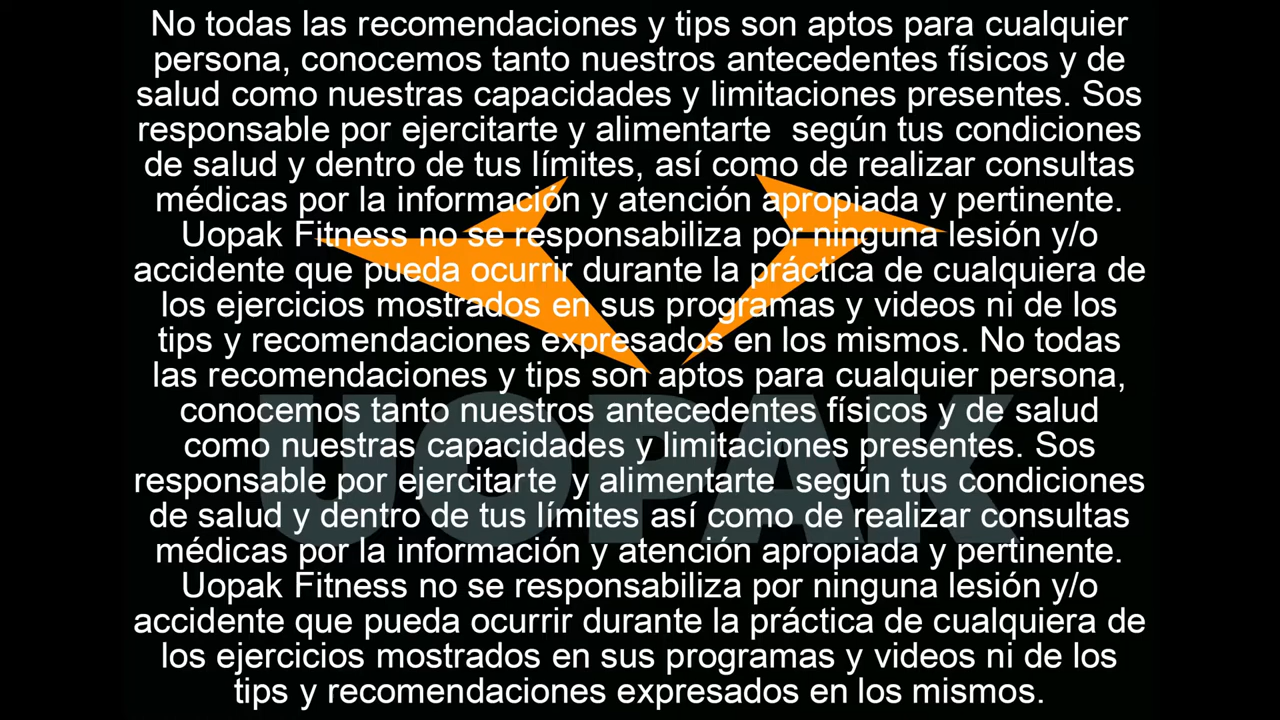 No todas las recomendaciones y tips son aptos para cualquier
persona, conocemos tanto nuestros antecedentes físicos y de
salud como nuestras capacidades y limitaciones presentes. Sos
responsable por ejercitarte y alimentarte  según tus condiciones
de salud y dentro de tus límites, así como de realizar consultas
médicas por la información y atención apropiada y pertinente.
Uopak Fitness no se responsabiliza por ninguna lesión y/o
accidente que pueda ocurrir durante la práctica de cualquiera de
los ejercicios mostrados en sus programas y videos ni de los
tips y recomendaciones expresados en los mismos. No todas
las recomendaciones y tips son aptos para cualquier persona,
conocemos tanto nuestros antecedentes físicos y de salud
como nuestras capacidades y limitaciones presentes. Sos
responsable por ejercitarte y alimentarte  según tus condiciones
de salud y dentro de tus límites así como de realizar consultas
médicas por la información y atención apropiada y pertinente.
Uopak Fitness no se responsabiliza por ninguna lesión y/o
accidente que pueda ocurrir durante la práctica de cualquiera de
los ejercicios mostrados en sus programas y videos ni de los
tips y recomendaciones expresados en los mismos.
UOPAK